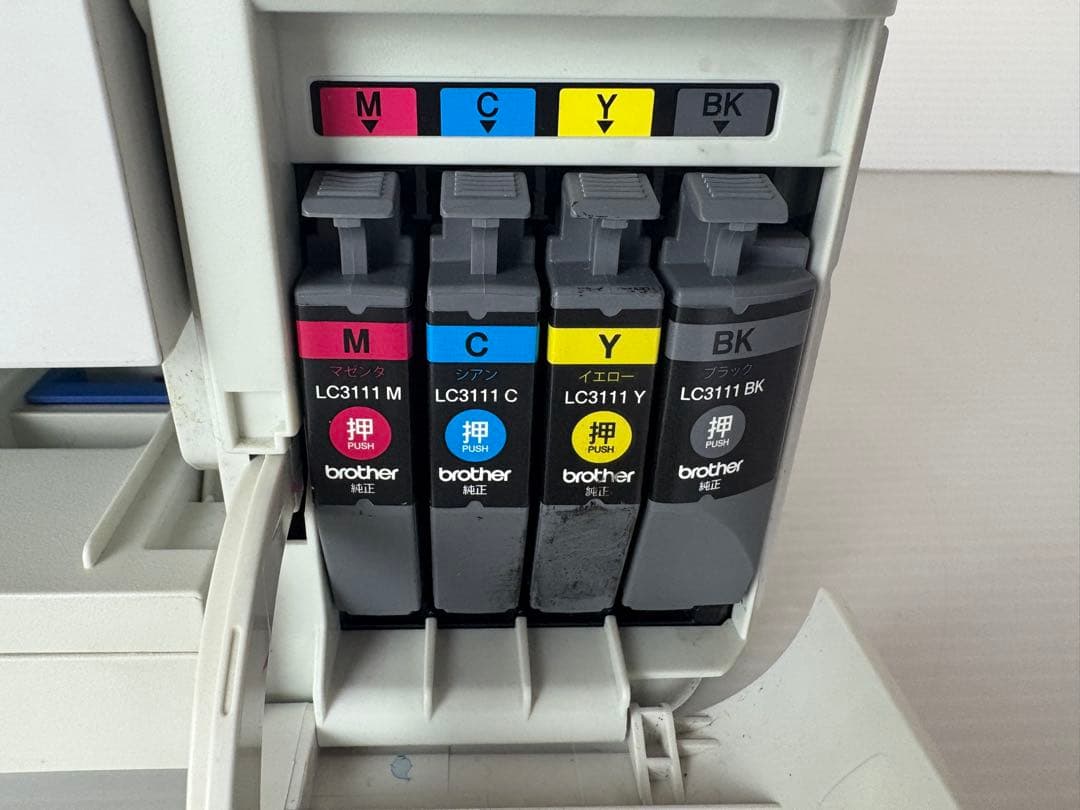 M C Y BK
M
マゼンタ
LC3111 M
押
PUSH
brother
純正
C
シアン
LC3111 C
押
PUSH
brother
純正
Y
イエロー
LC3111 Y
押
PUSH
brother
純正
BK
ブラック
LC3111 BK
押
PUSH
brother
純正